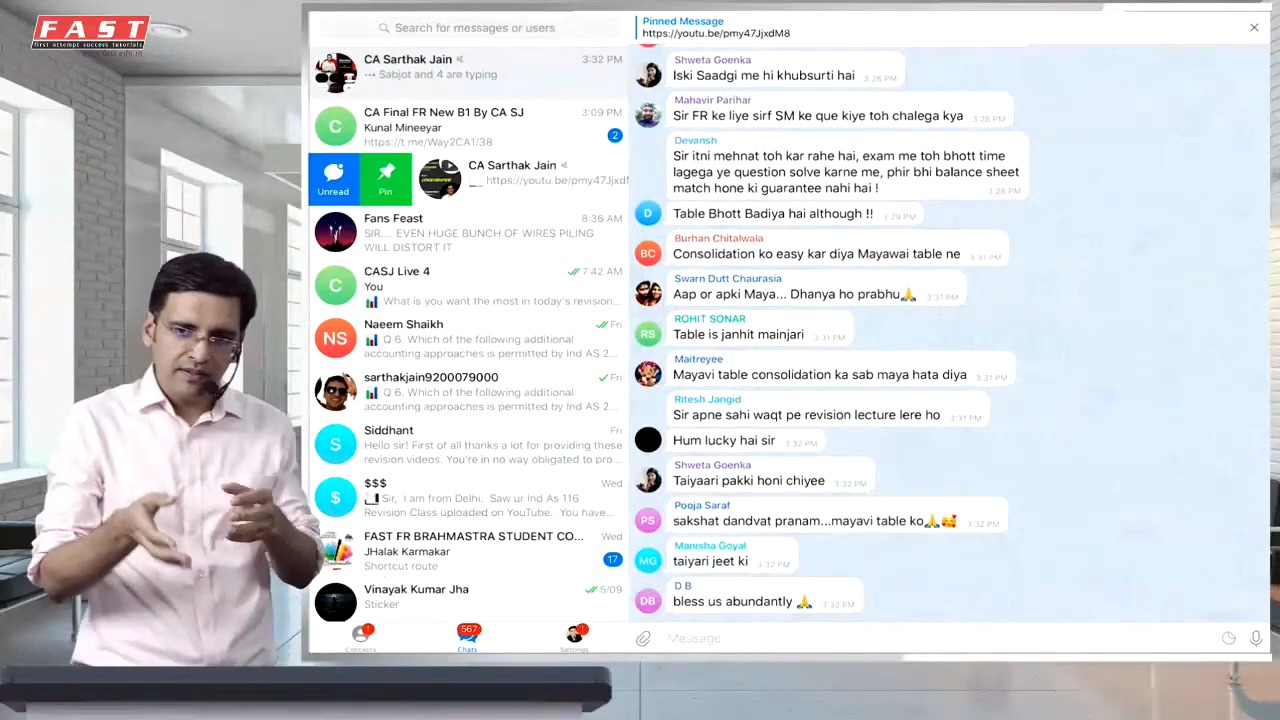 FAST
first attempt success tutorials
www.fast.edu.in
Search for messages or users
CA Sarthak Jain
3:32 PM
Sabjot and 4 are typing
CA Final FR New B1 By CA SJ
3:09 PM
Kunal Mineeyar
https://t.me/Way2CA1/38
2
Unread
Pin
CA Sarthak Jain
https://youtu.be/pmy47Jjxd
Fans Feast
8:36 AM
SIR.... EVEN HUGE BUNCH OF WIRES PILING
WILL DISTORT IT
C
CASJ Live 4
7:42 AM
You
What is you want the most in today's revision...
NS
Naeem Shaikh
Fri
Q 6. Which of the following additional
accounting approaches is permitted by Ind AS 2...
sarthakjain9200079000
Fri
Q 6. Which of the following additional
accounting approaches is permitted by Ind AS 2...
S
Siddhant
Fri
Hello sir! First of all thanks a lot for providing these
revision videos. You're in no way obligated to pro...
$
$$$
Wed
Sir, I am from Delhi. Saw ur Ind As 116
Revision Class uploaded on YouTube. You have...
FAST FR BRAHMASTRA STUDENT CO...
Wed
JHalak Karmakar
Shortcut route
17
Vinayak Kumar Jha
5/09
Sticker
Contacts
567
Chats
Settings
Pinned Message
https://youtu.be/pmy47JjxdM8
Shweta Goenka
Iski Saadgi me hi khubsurti hai 3:28 PM
Mahavir Parihar
Sir FR ke liye sirf SM ke que kiye toh chalega kya 3:28 PM
Devansh
Sir itni mehnat toh kar rahe hai, exam me toh bhott time
lagega ye question solve karne me, phir bhi balance sheet
match hone ki guarantee nahi hai ! 3:28 PM
D
Table Bhott Badiya hai although !! 3:29 PM
Burhan Chitalwala
BC
Consolidation ko easy kar diya Mayawai table ne 3:31 PM
Swarn Dutt Chaurasia
Aap or apki Maya... Dhanya ho prabhu🙏 3:31 PM
ROHIT SONAR
RS
Table is janhit mainjari 3:31 PM
Maitreyee
Mayavi table consolidation ka sab maya hata diya 3:31 PM
Ritesh Jangid
Sir apne sahi waqt pe revision lecture lere ho 3:31 PM
Hum lucky hai sir 3:32 PM
Shweta Goenka
Taiyaari pakki honi chiyee 3:32 PM
Pooja Saraf
PS
sakshat dandvat pranam...mayavi table ko🙏🥰 3:32 PM
Manisha Goyal
MG
taiyari jeet ki 3:32 PM
D B
DB
bless us abundantly 🙏 3:32 PM
Message